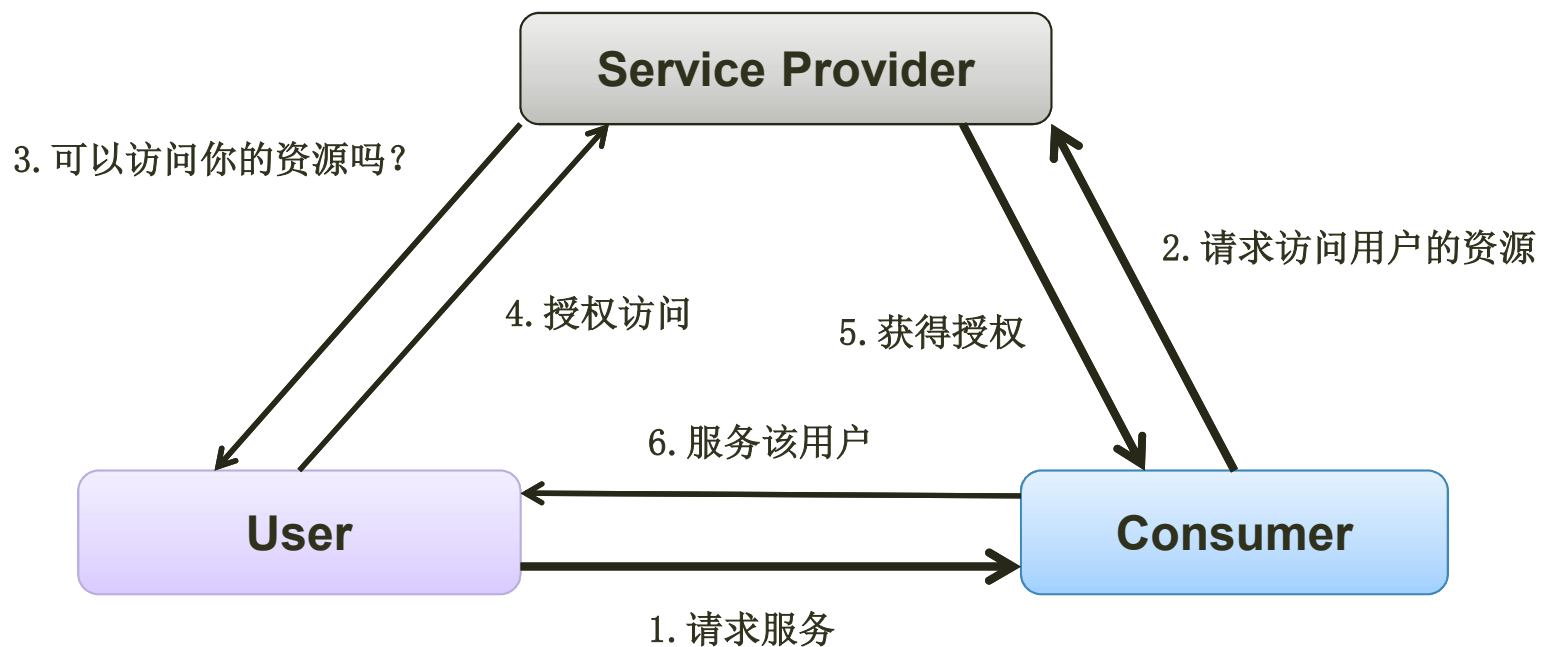 Service Provider
3.可以访问你的资源吗?
2.请求访问用户的资源
4.授权访问
5.获得授权
6.服务该用户
User
Consumer
1.请求服务